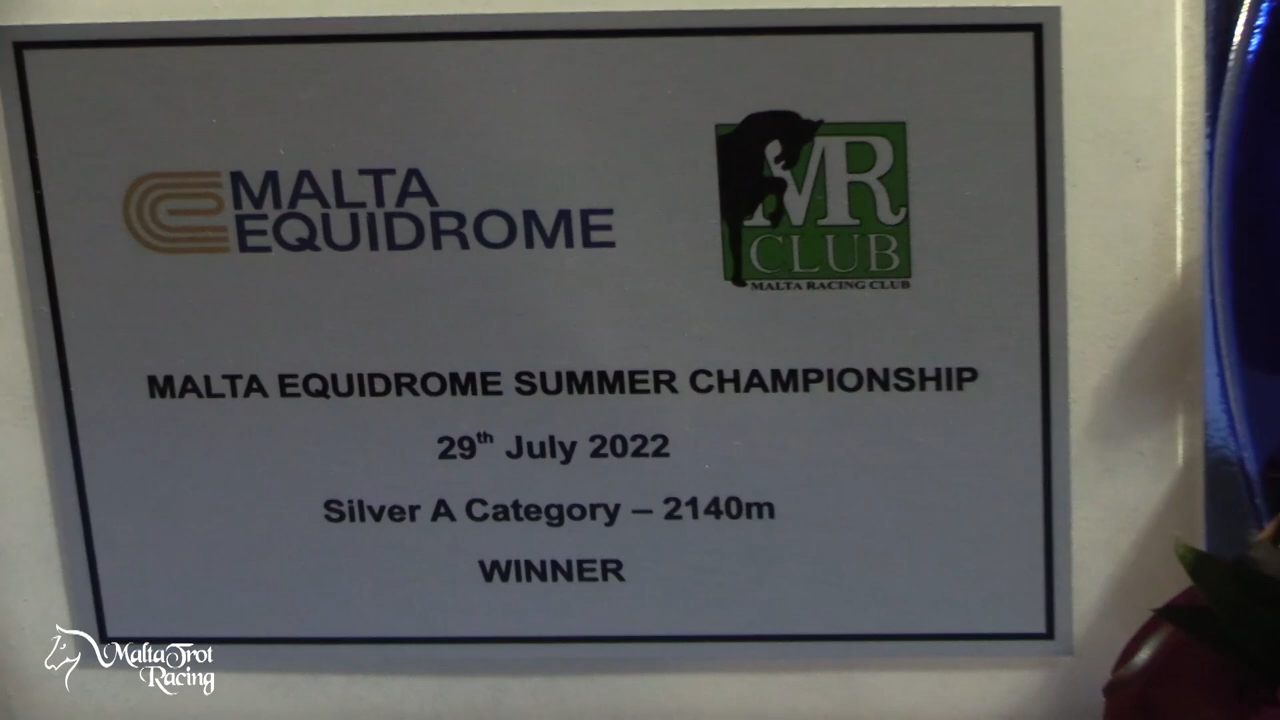 MALTA
EQUIDROME
MR
CLUB
MALTA RACING CLUB
MALTA EQUIDROME SUMMER CHAMPIONSHIP
29th July 2022
Silver A Category – 2140m
WINNER
MaltaTrot
Racing